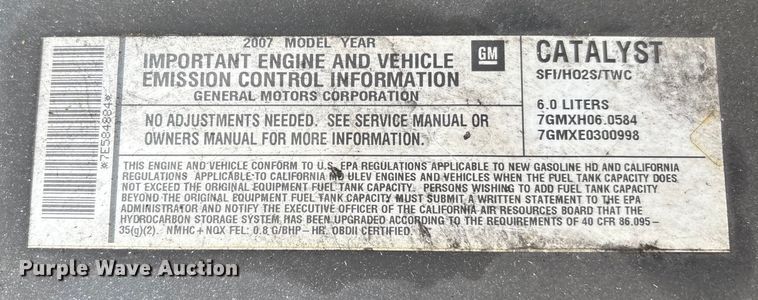 2007 MODEL YEAR
IMPORTANT ENGINE AND VEHICLE
EMISSION CONTROL INFORMATION
GENERAL MOTORS CORPORATION
GM
CATALYST
SFI/HO2S/TWC
NO ADJUSTMENTS NEEDED. SEE SERVICE MANUAL OR
OWNERS MANUAL FOR MORE INFORMATION.
6.0 LITERS
7GMXH06.0584
7GMXE0300998
*7E584884*
THIS ENGINE AND VEHICLE CONFORM TO U.S. EPA REGULATIONS APPLICABLE TO NEW GASOLINE HD AND CALIFORNIA
REGULATIONS APPLICABLE TO CALIFORNIA MD ULEV ENGINES AND VEHICLES WHEN THE FUEL TANK CAPACITY DOES
NOT EXCEED THE ORIGINAL EQUIPMENT FUEL TANK CAPACITY. PERSONS WISHING TO ADD FUEL TANK CAPACITY
BEYOND THE ORIGINAL EQUIPMENT FUEL TANK CAPACITY MUST SUBMIT A WRITTEN STATEMENT TO THE EPA
ADMINISTRATOR AND NOTIFY THE EXECUTIVE OFFICER OF THE CALIFORNIA AIR RESOURCES BOARD THAT THE
HYDROCARBON STORAGE SYSTEM HAS BEEN UPGRADED ACCORDING TO THE REQUIREMENTS OF 40 CFR 86.095-
35(g)(2). NMHC + NOX FEL: 0.8 G/BHP - HR. OBDII CERTIFIED.
Purple Wave Auction